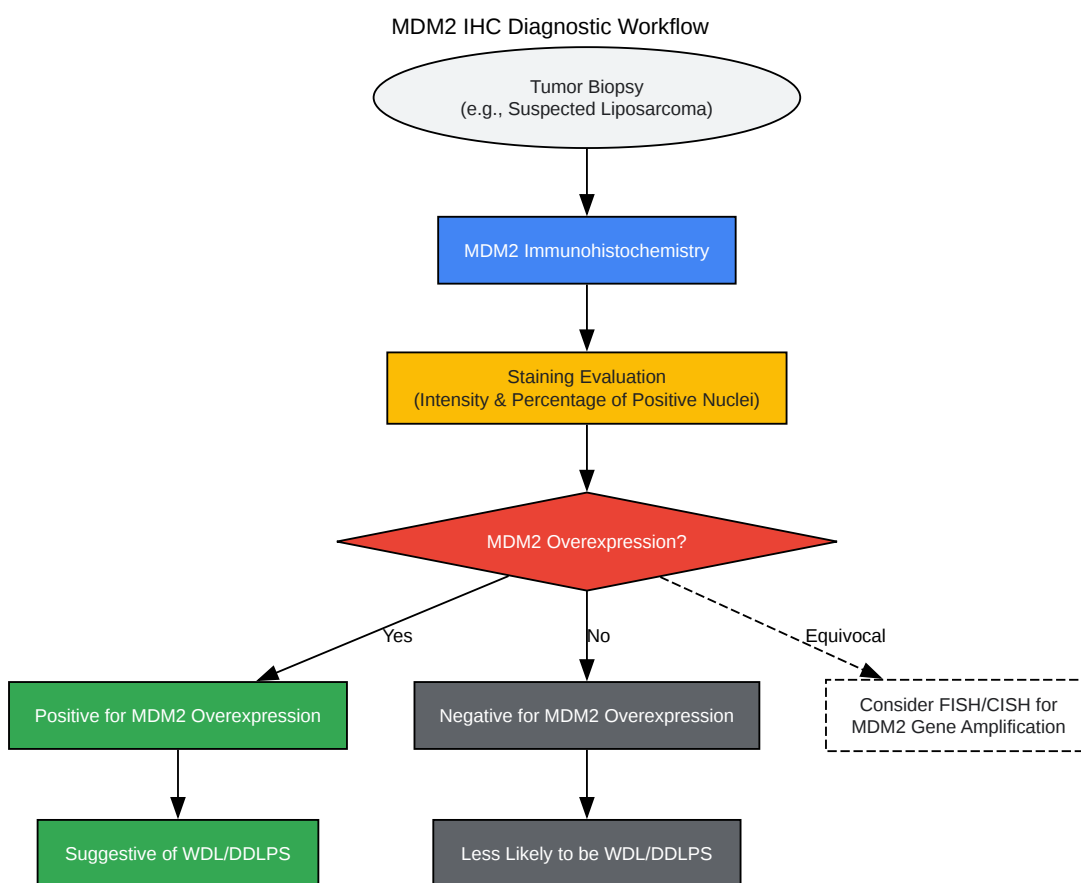 MDM2 IHC Diagnostic Workflow
Tumor Biopsy
(e.g., Suspected Liposarcoma)
MDM2 Immunohistochemistry
Staining Evaluation
(Intensity & Percentage of Positive Nuclei)
MDM2 Overexpression?
Yes
No
Equivocal
Positive for MDM2 Overexpression
Negative for MDM2 Overexpression
Consider FISH/CISH for
MDM2 Gene Amplification
Suggestive of WDL/DDLPS
Less Likely to be WDL/DDLPS